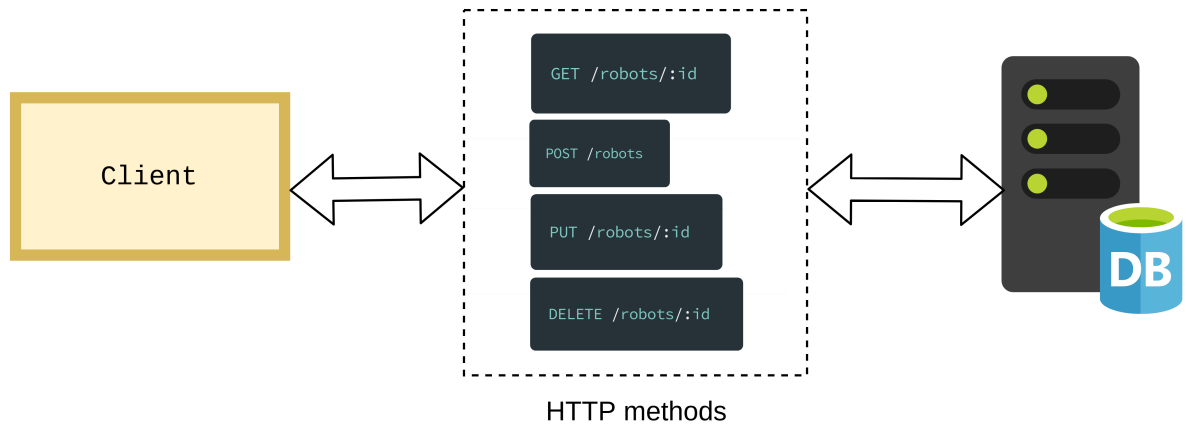 Client
GET /robots/:id
POST /robots
PUT /robots/:id
DELETE /robots/:id
DB
HTTP methods